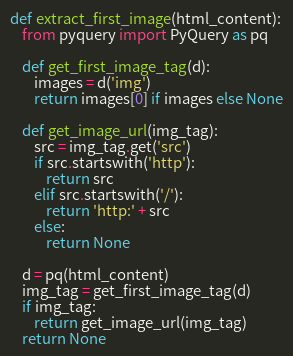 def extract_first_image(html_content):
    from pyquery import PyQuery as pq

    def get_first_image_tag(d):
        images = d('img')
        return images[0] if images else None

    def get_image_url(img_tag):
        src = img_tag.get('src')
        if src.startswith('http'):
            return src
        elif src.startswith('/'):
            return 'http:' + src
        else:
            return None

    d = pq(html_content)
    img_tag = get_first_image_tag(d)
    if img_tag:
        return get_image_url(img_tag)
    return None